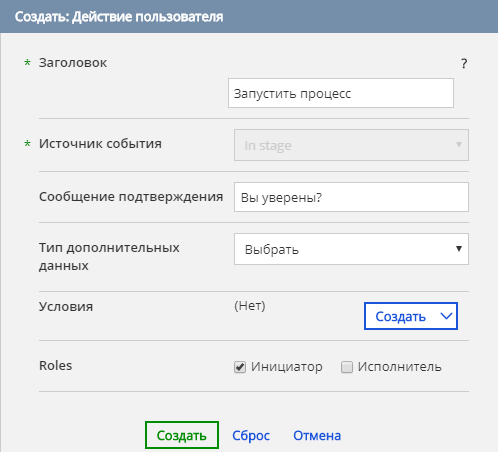 Создать: Действие пользователя
* Заголовок ?
Запустить процесс
* Источник события In stage
Сообщение подтверждения Вы уверены?
Тип дополнительных
данных Выбрать
Условия (Нет)
Создать
Roles Инициатор Исполнитель
Создать Сброс Отмена